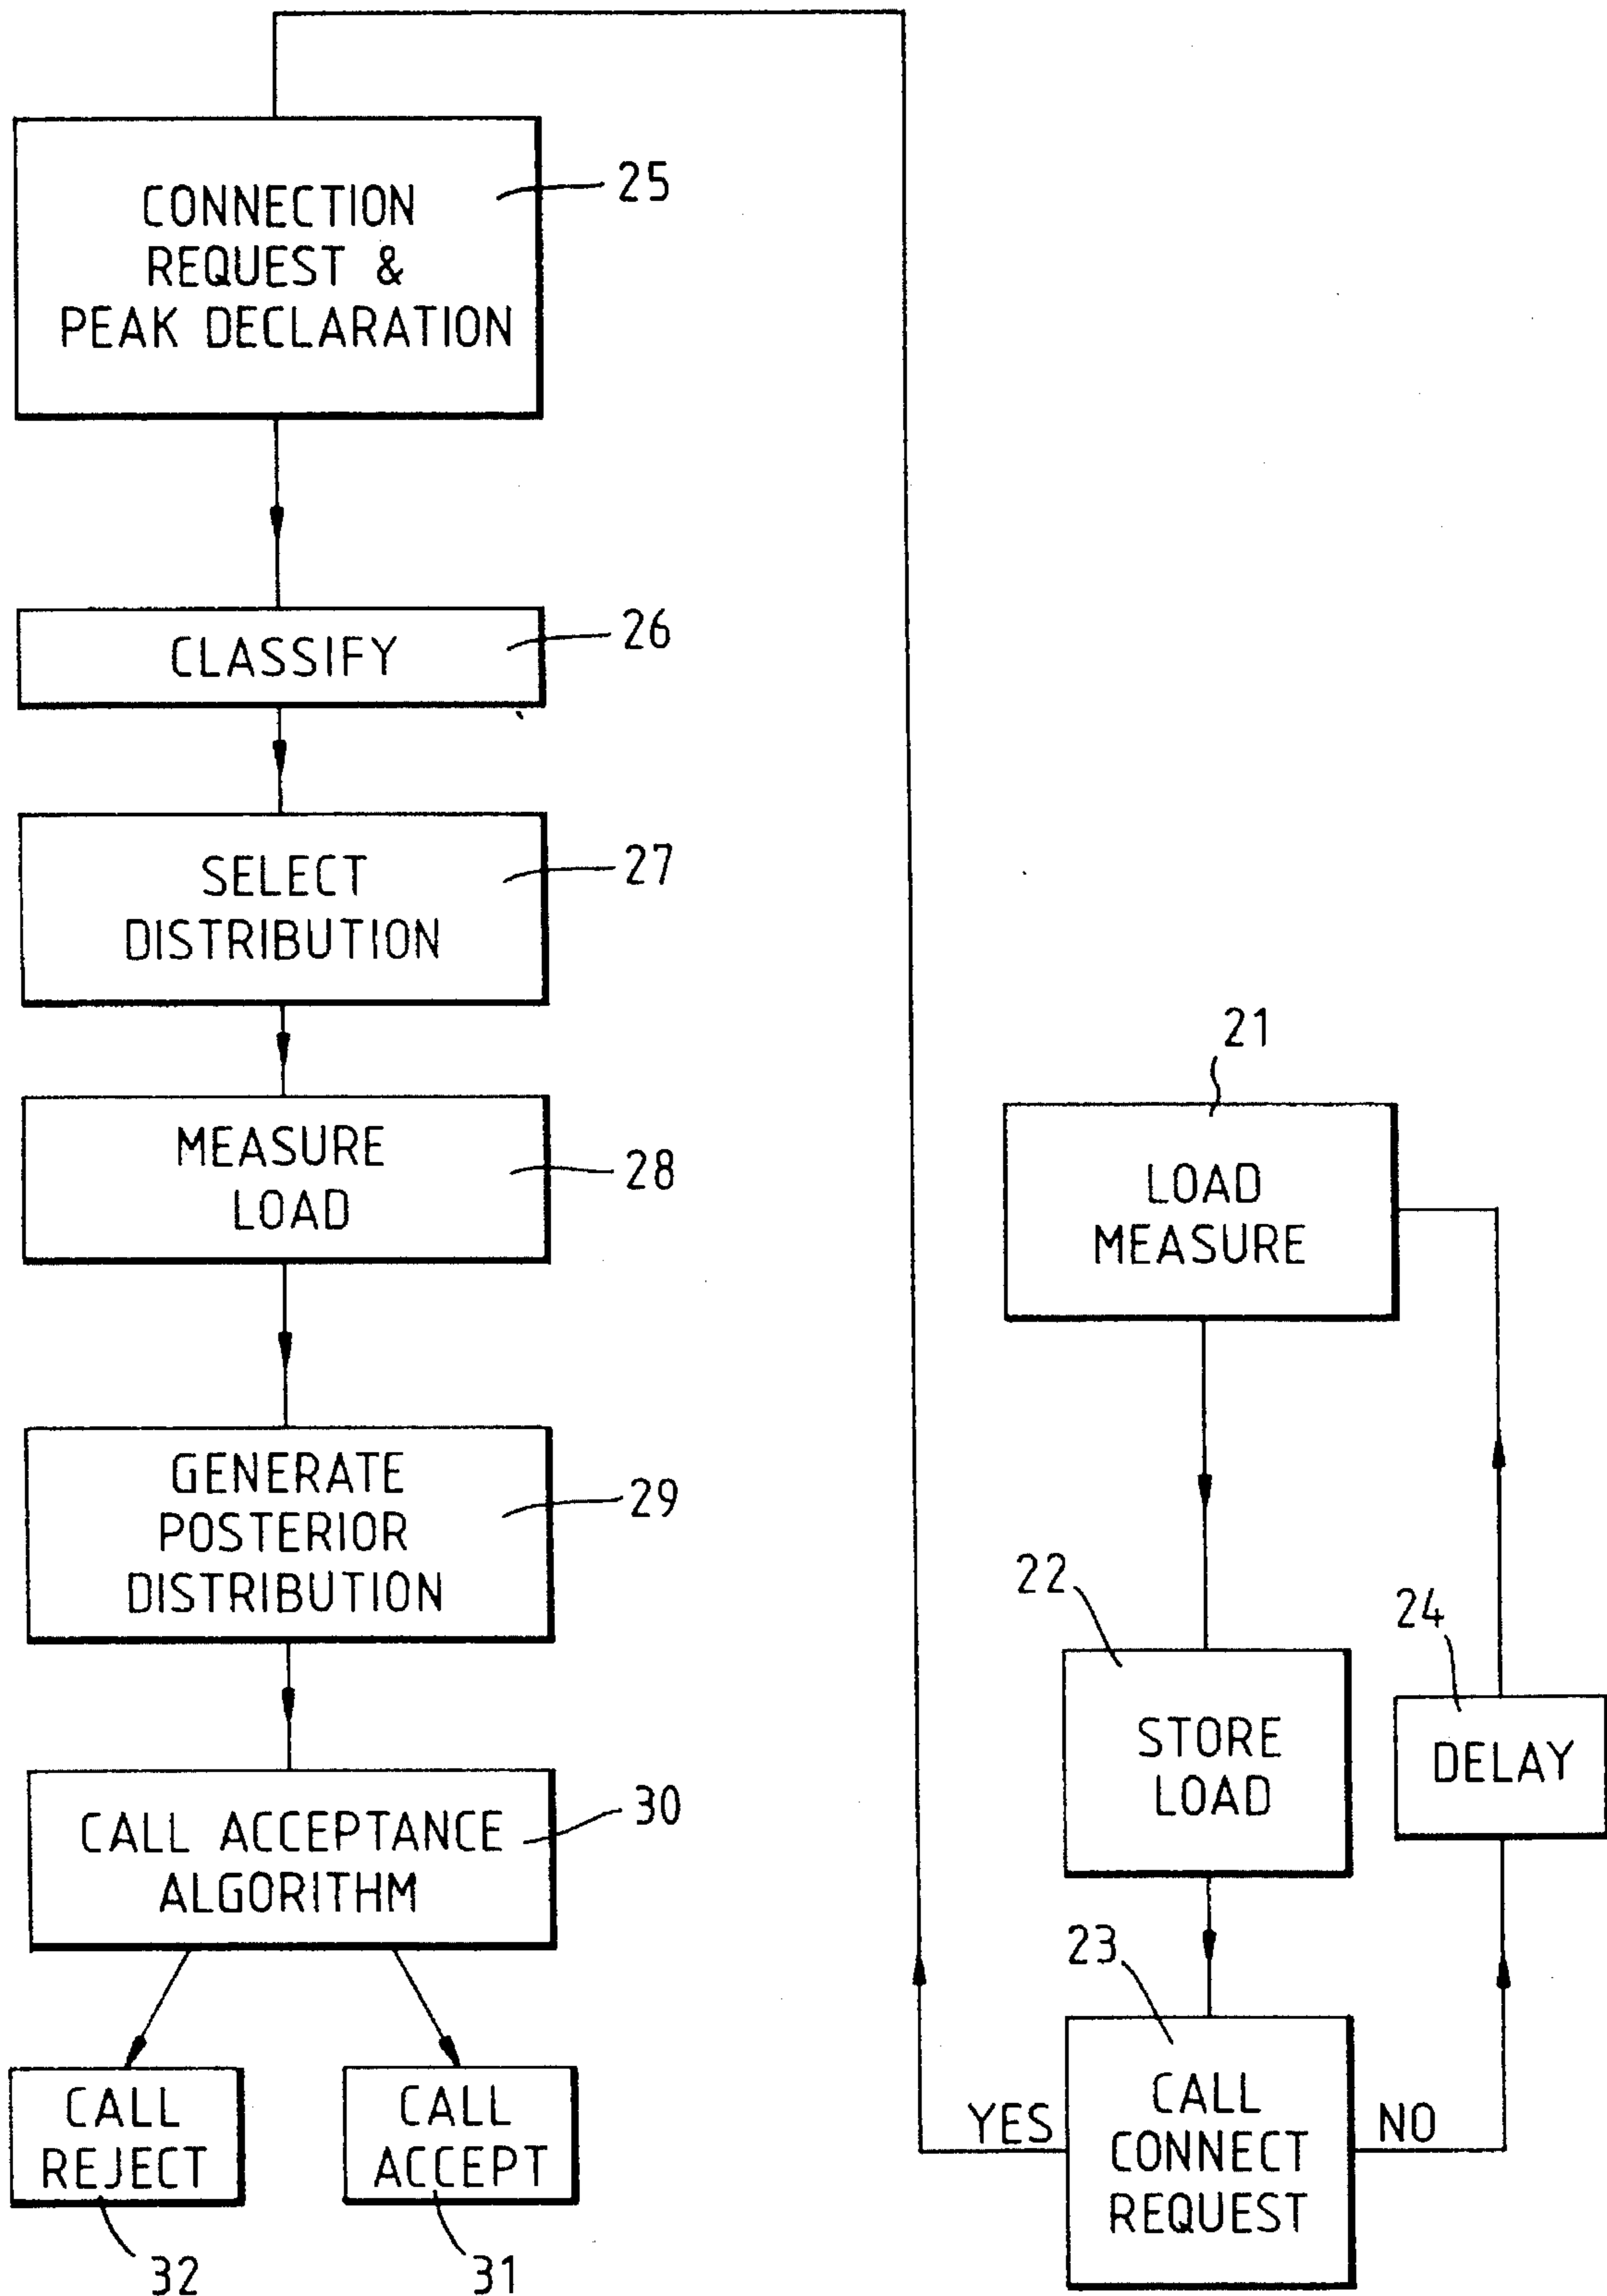 CONNECTION
REQUEST &
PEAK DECLARATION
25
CLASSIFY
26
SELECT
DISTRIBUTION
27
MEASURE
LOAD
28
GENERATE
POSTERIOR
DISTRIBUTION
29
CALL ACCEPTANCE
ALGORITHM
30
CALL
REJECT
32
CALL
ACCEPT
31
21
LOAD
MEASURE
22
STORE
LOAD
24
DELAY
23
CALL
CONNECT
REQUEST
YES
NO